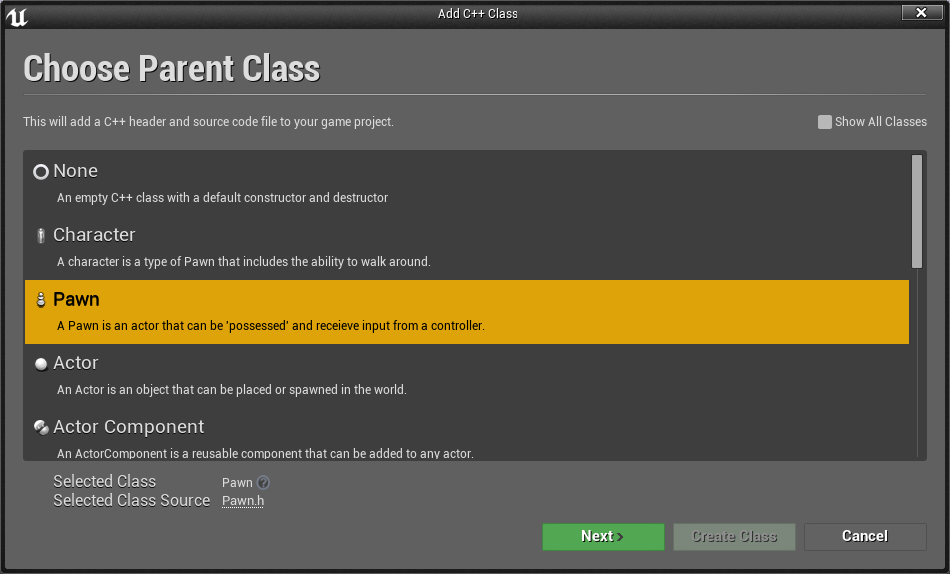 Add C++ Class
Choose Parent Class
This will add a C++ header and source code file to your game project.
Show All Classes
None
An empty C++ class with a default constructor and destructor
Character
A character is a type of Pawn that includes the ability to walk around.
Pawn
A Pawn is an actor that can be 'possessed' and receieve input from a controller.
Actor
An Actor is an object that can be placed or spawned in the world.
Actor Component
An ActorComponent is a reusable component that can be added to any actor.
Selected Class Pawn ?
Selected Class Source Pawn.h
Next >
Create Class
Cancel